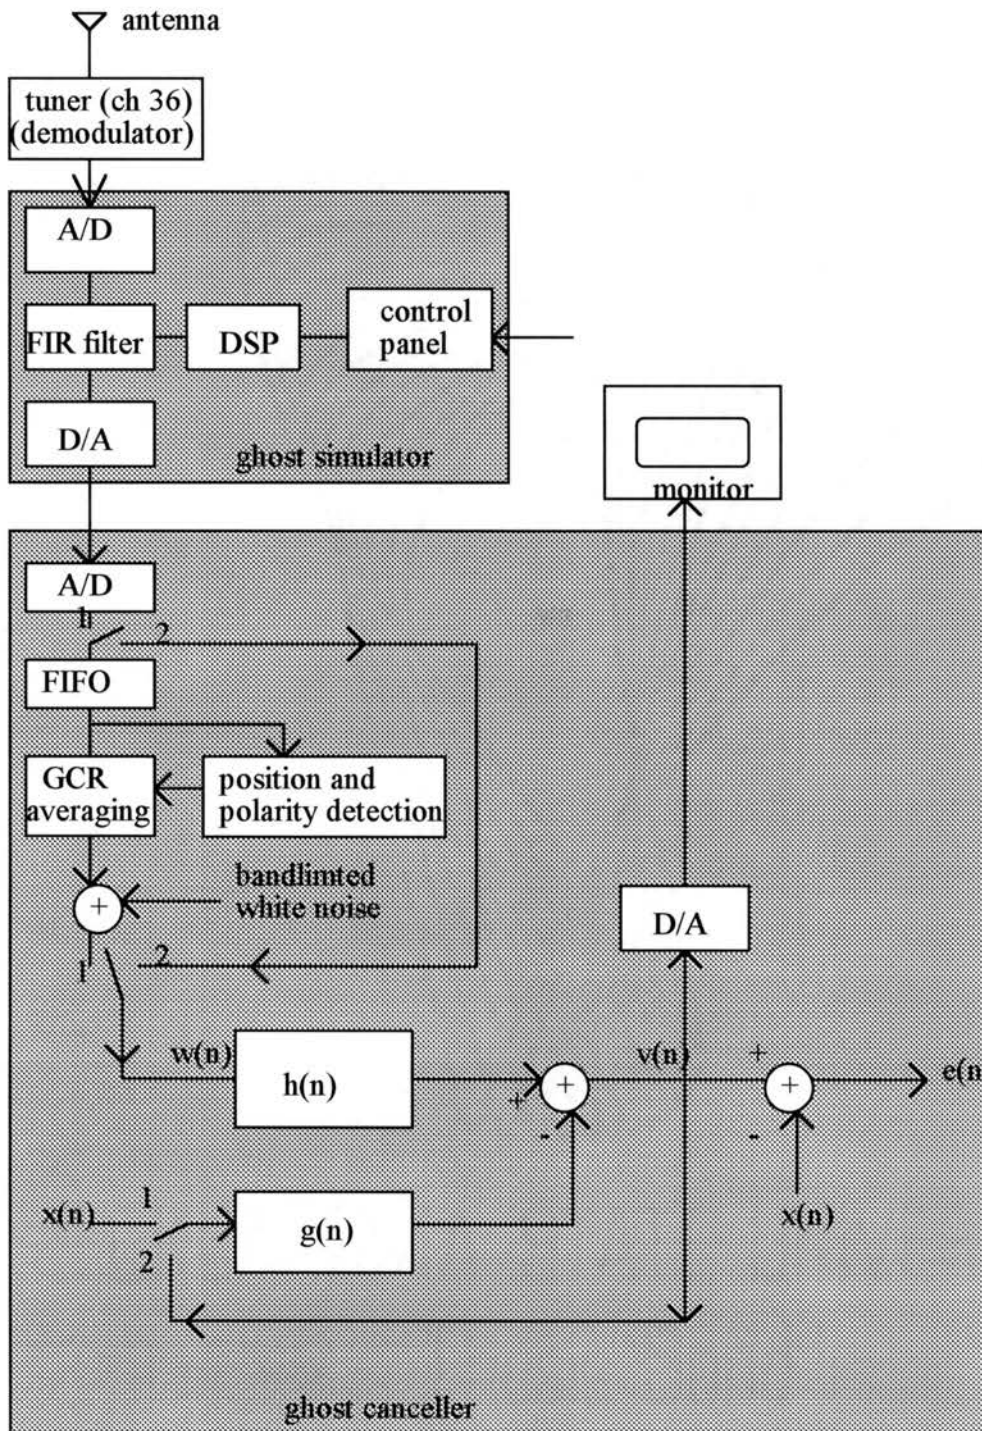 antenna
tuner (ch 36)
(demodulator)
A/D
FIR filter
DSP
control
panel
D/A
ghost simulator
monitor
A/D
1
2
FIFO
GCR
averaging
position and
polarity detection
bandlimted
white noise
+
D/A
1
2
w(n)
h(n)
+
+
-
v(n)
+
+
-
e(n
x(n)
x(n)
1
2
g(n)
ghost canceller